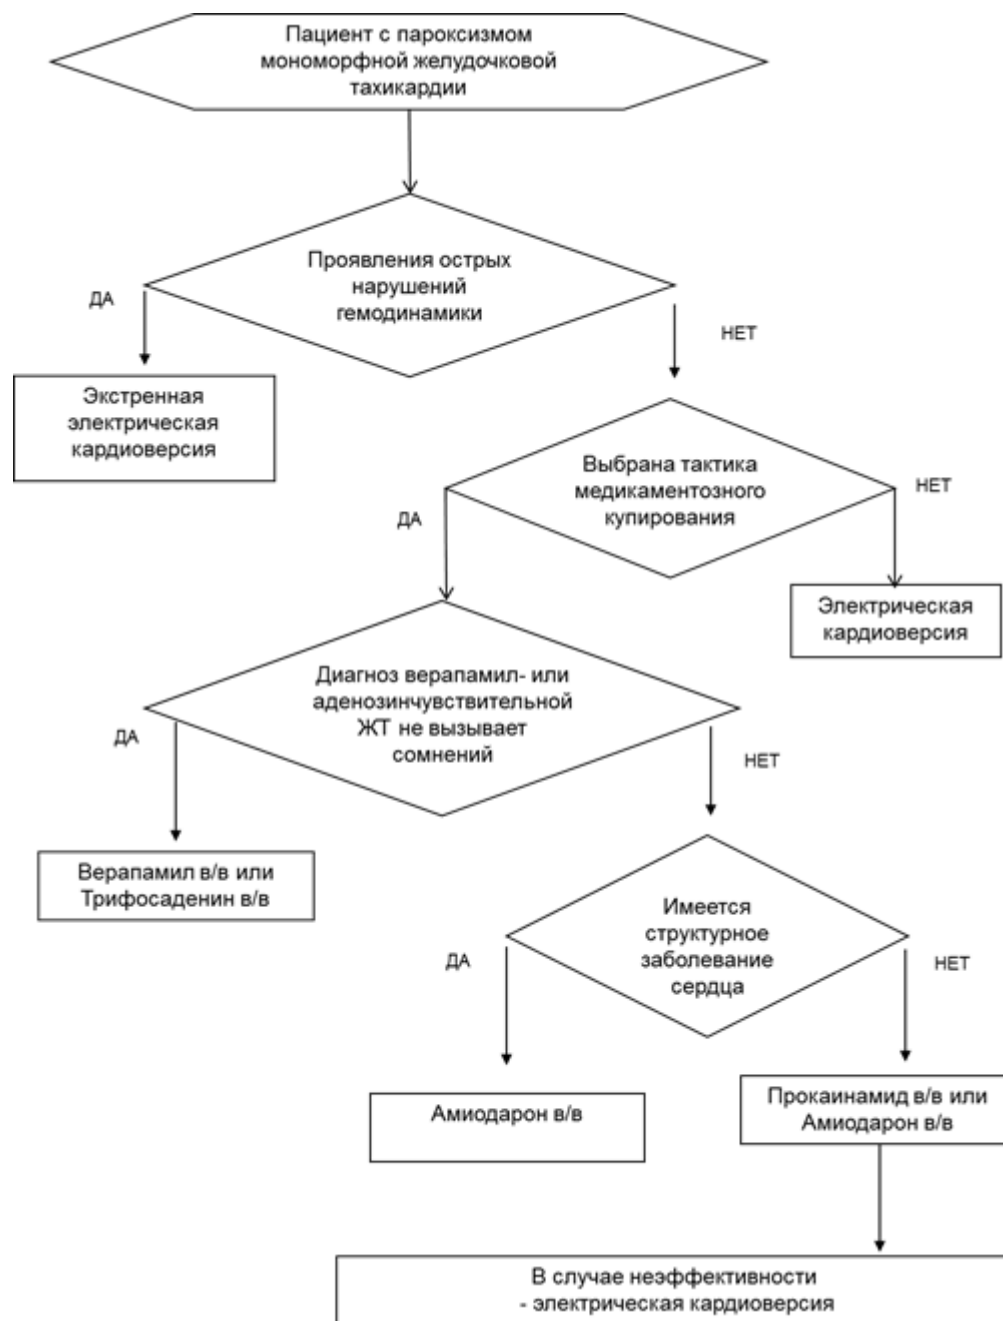 Пациент с пароксизмом
мономорфной желудочковой
тахикардии
Проявления острых
нарушений
гемодинамики
ДА
НЕТ
Экстренная
электрическая
кардиоверсия
Выбрана тактика
медикаментозного
купирования
ДА
НЕТ
Электрическая
кардиоверсия
Диагноз верапамил- или
аденозинчувствительной
ЖТ не вызывает
сомнений
ДА
НЕТ
Верапамил в/в или
Трифосаденин в/в
Имеется
структурное
заболевание
сердца
ДА
НЕТ
Амиодарон в/в
Прокаинамид в/в или
Амиодарон в/в
В случае неэффективности
- электрическая кардиоверсия